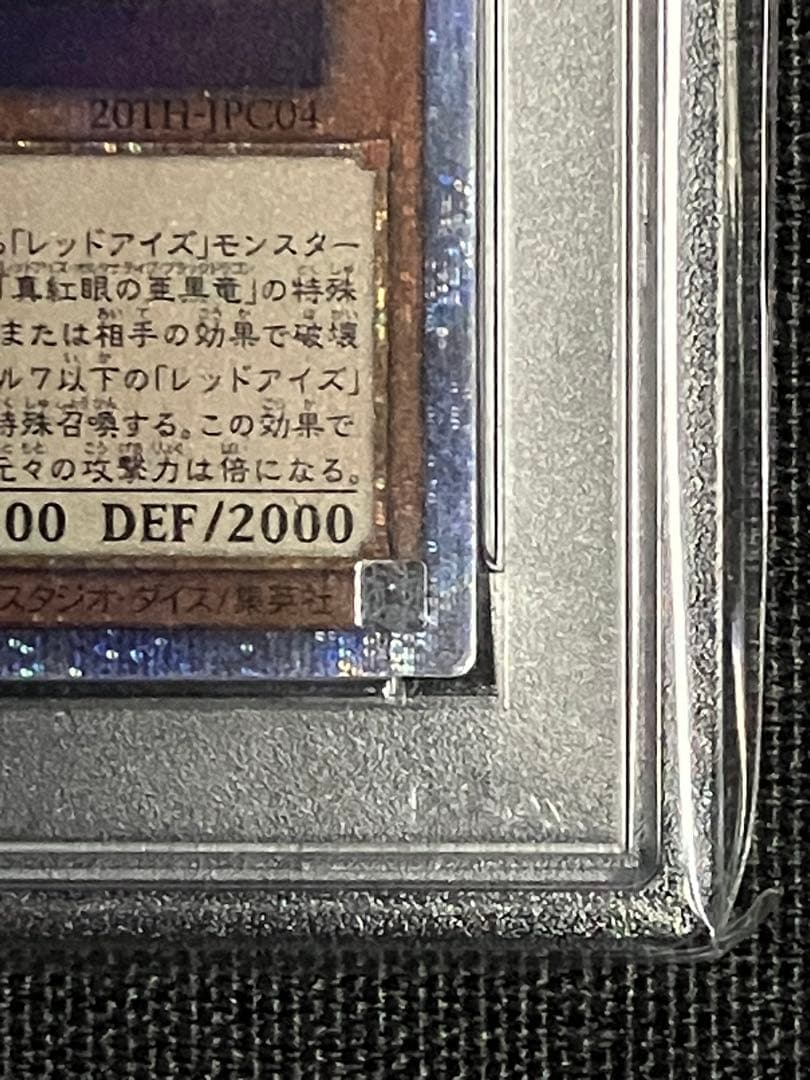 20TH-JPC04
る「レッドアイズ」モンスター
「真紅眼の亜黒竜」の特殊
または相手の効果で破壊
ル7以下の「レッドアイズ」
特殊召喚する。この効果で
元々の攻撃力は倍になる。
00 DEF/2000
スタジオ・ダイス/集英社